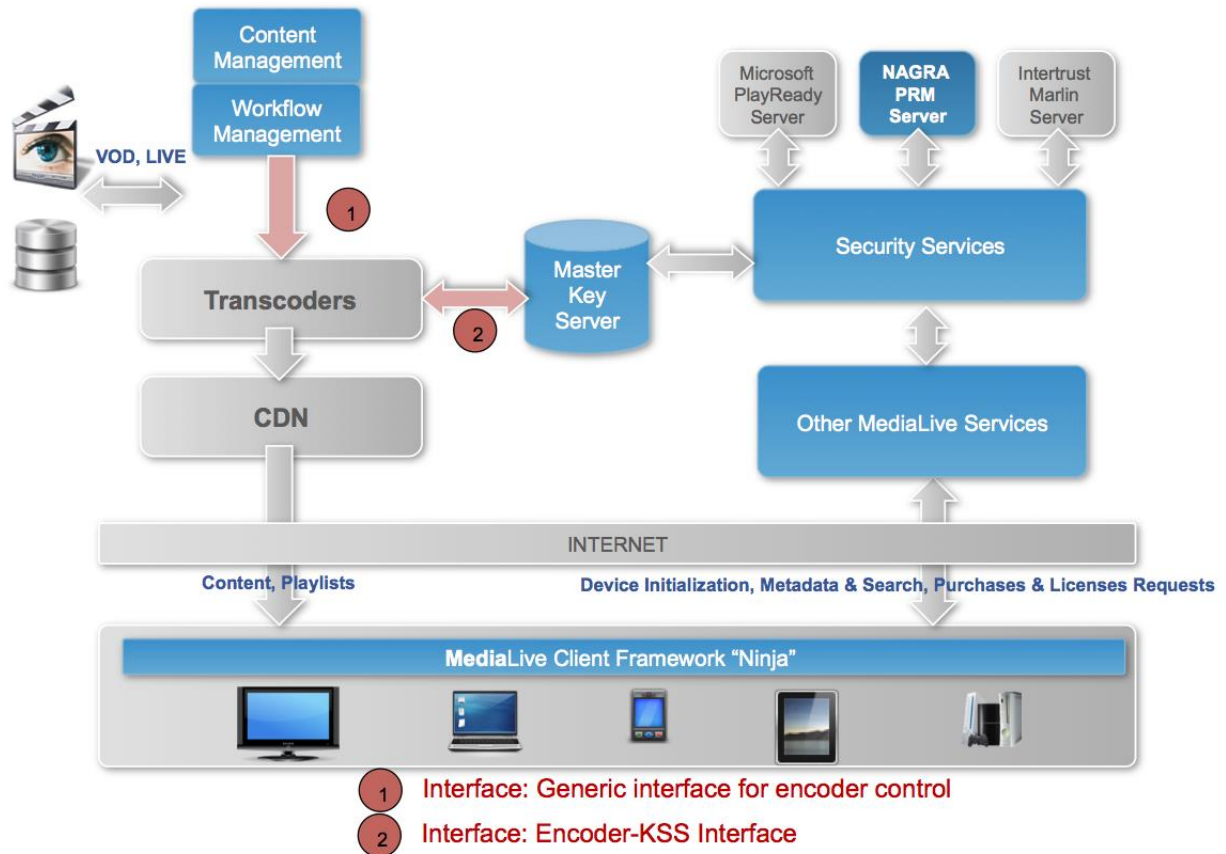 Content
Management
Workflow
Management
VOD, LIVE
1
Microsoft
PlayReady
Server
NAGRA
PRM
Server
Intertrust
Marlin
Server
Security Services
Transcoders
2
Master
Key
Server
CDN
Other MediaLive Services
INTERNET
Content, Playlists
Device Initialization, Metadata & Search, Purchases & Licenses Requests
MediaLive Client Framework “Ninja”
1 Interface: Generic interface for encoder control
2 Interface: Encoder-KSS Interface